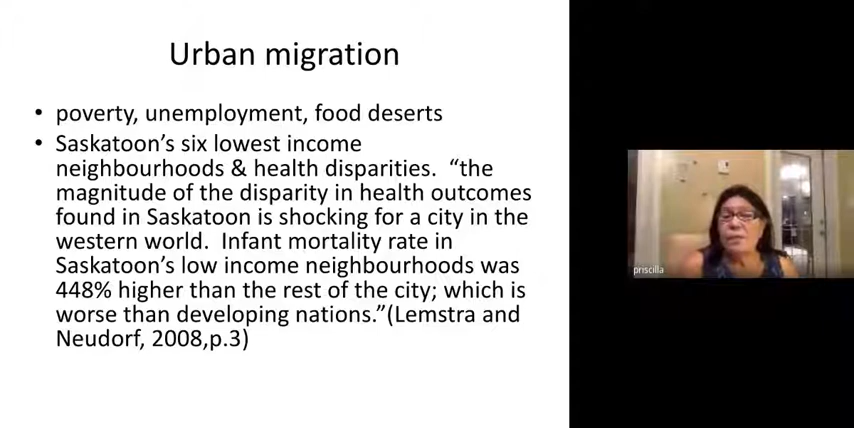 Urban migration
• poverty, unemployment, food deserts
• Saskatoon’s six lowest income
neighbourhoods & health disparities.  “the
magnitude of the disparity in health outcomes
found in Saskatoon is shocking for a city in the
western world.  Infant mortality rate in
Saskatoon’s low income neighbourhoods was
448% higher than the rest of the city; which is
worse than developing nations.”(Lemstra and
Neudorf, 2008,p.3)
priscilla